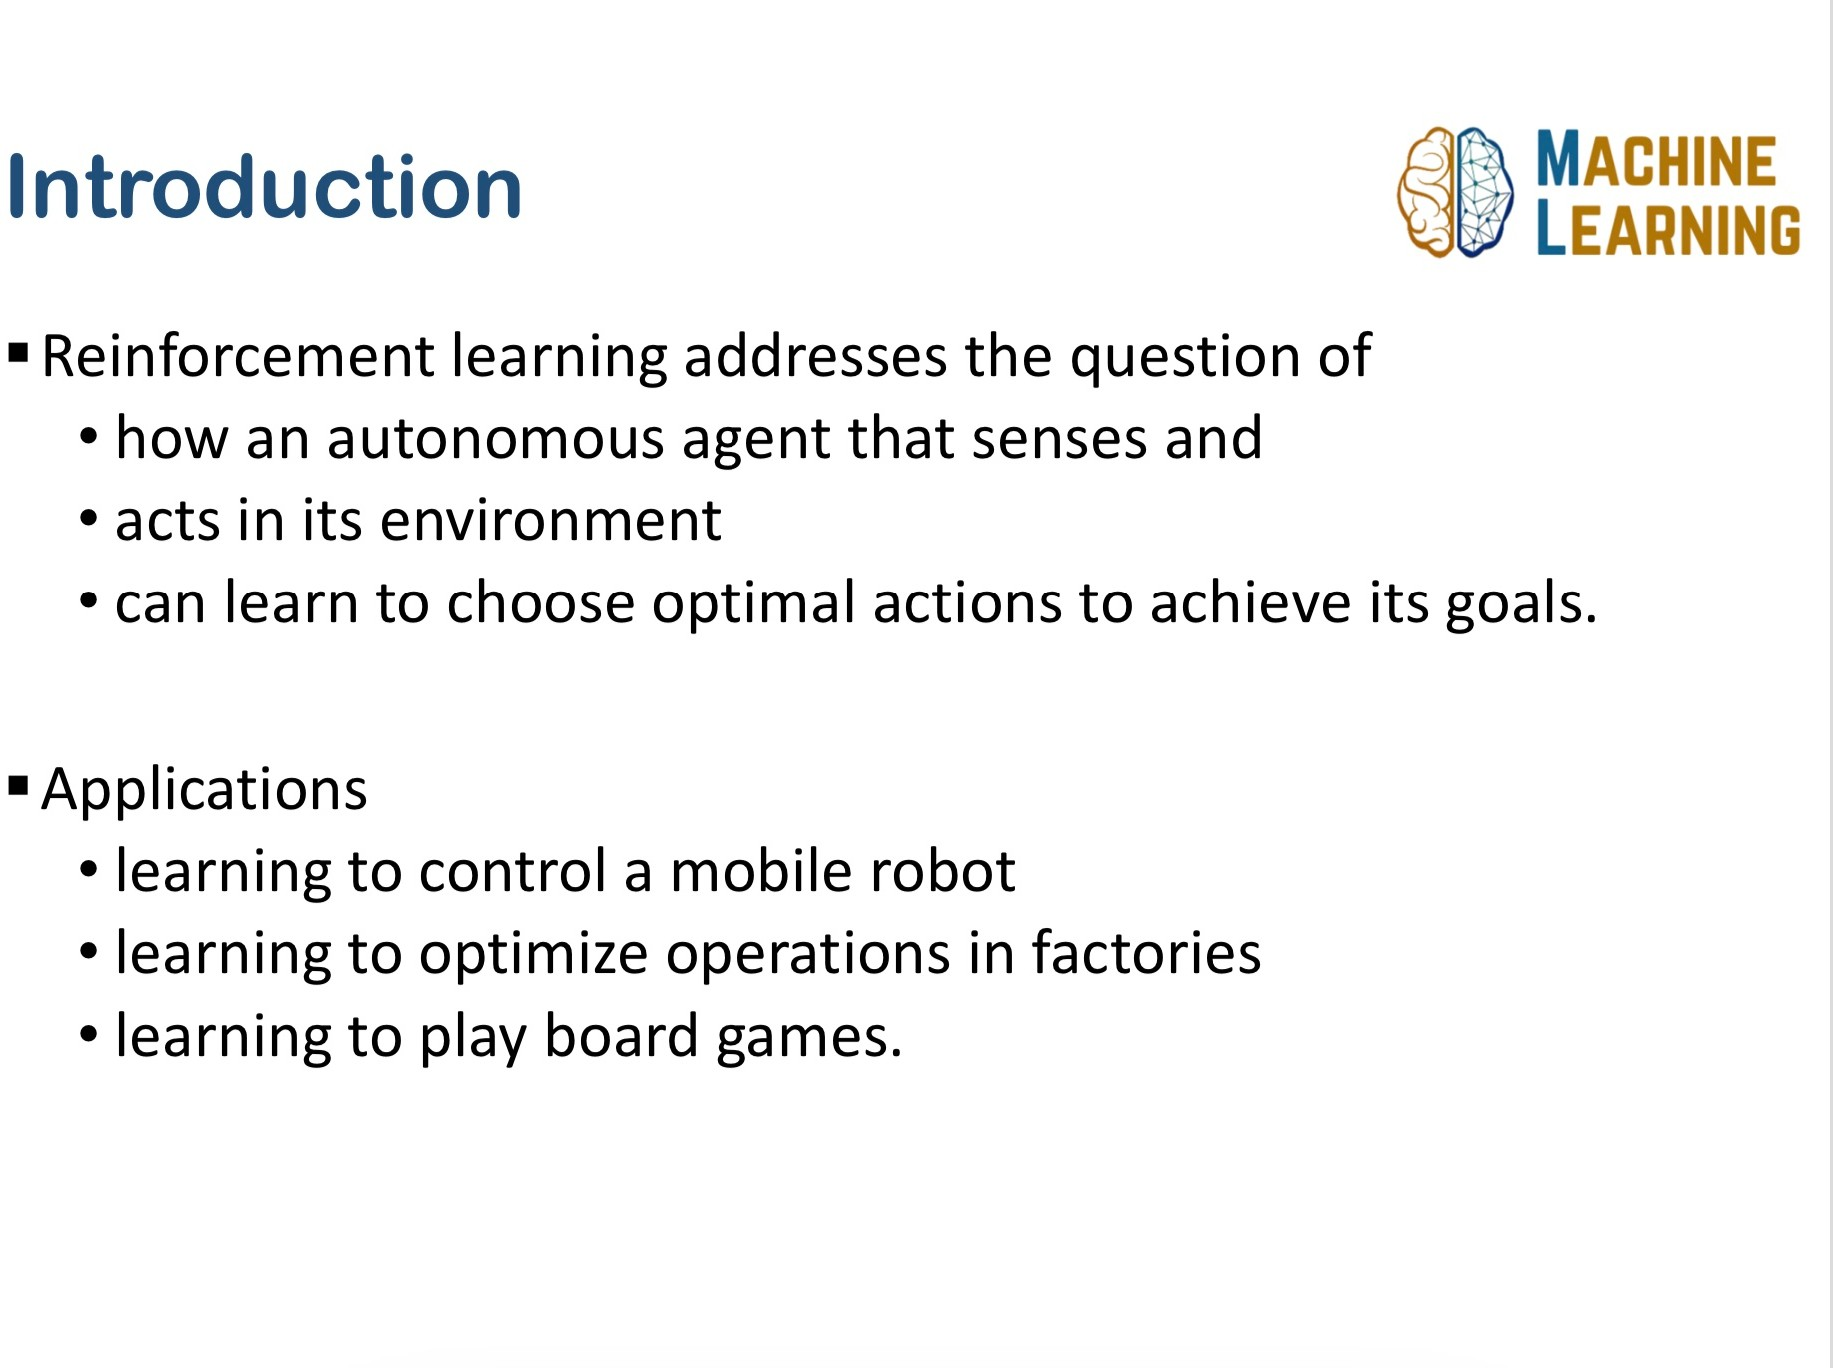 Introduction
MACHINE
LEARNING
▪ Reinforcement learning addresses the question of
• how an autonomous agent that senses and
• acts in its environment
• can learn to choose optimal actions to achieve its goals.
▪ Applications
• learning to control a mobile robot
• learning to optimize operations in factories
• learning to play board games.